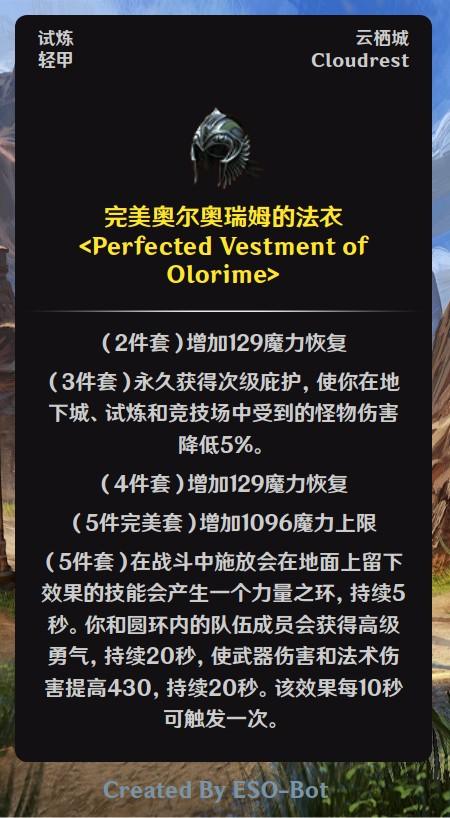 试炼
轻甲
云栖城
Cloudrest
完美奥尔奥瑞姆的法衣
<Perfected Vestment of
Olorime>
(2件套)增加129魔力恢复
(3件套)永久获得次级庇护, 使你在地
下城、试炼和竞技场中受到的怪物伤害
降低5%。
(4件套)增加129魔力恢复
(5件完美套)增加1096魔力上限
(5件套)在战斗中施放会在地面上留下
效果的技能会产生一个力量之环, 持续5
秒。你和圆环内的队伍成员会获得高级
勇气, 持续20秒, 使武器伤害和法术伤
害提高430, 持续20秒。该效果每10秒
可触发一次。
Created By ESO-Bot